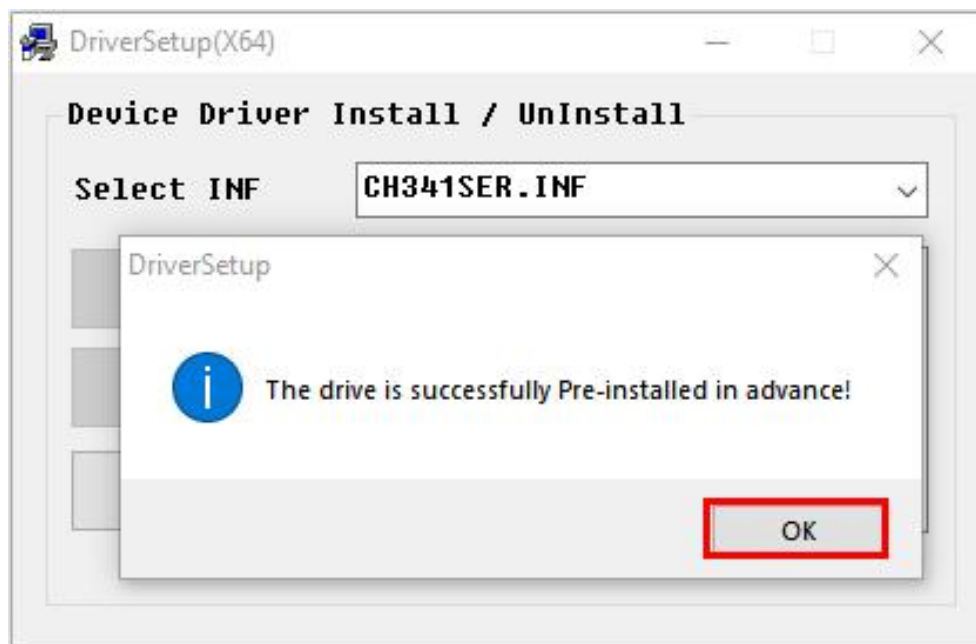 DriverSetup(X64)
Device Driver Install / UnInstall
Select INF
CH341SER.INF
DriverSetup
The drive is successfully Pre-installed in advance!
OK